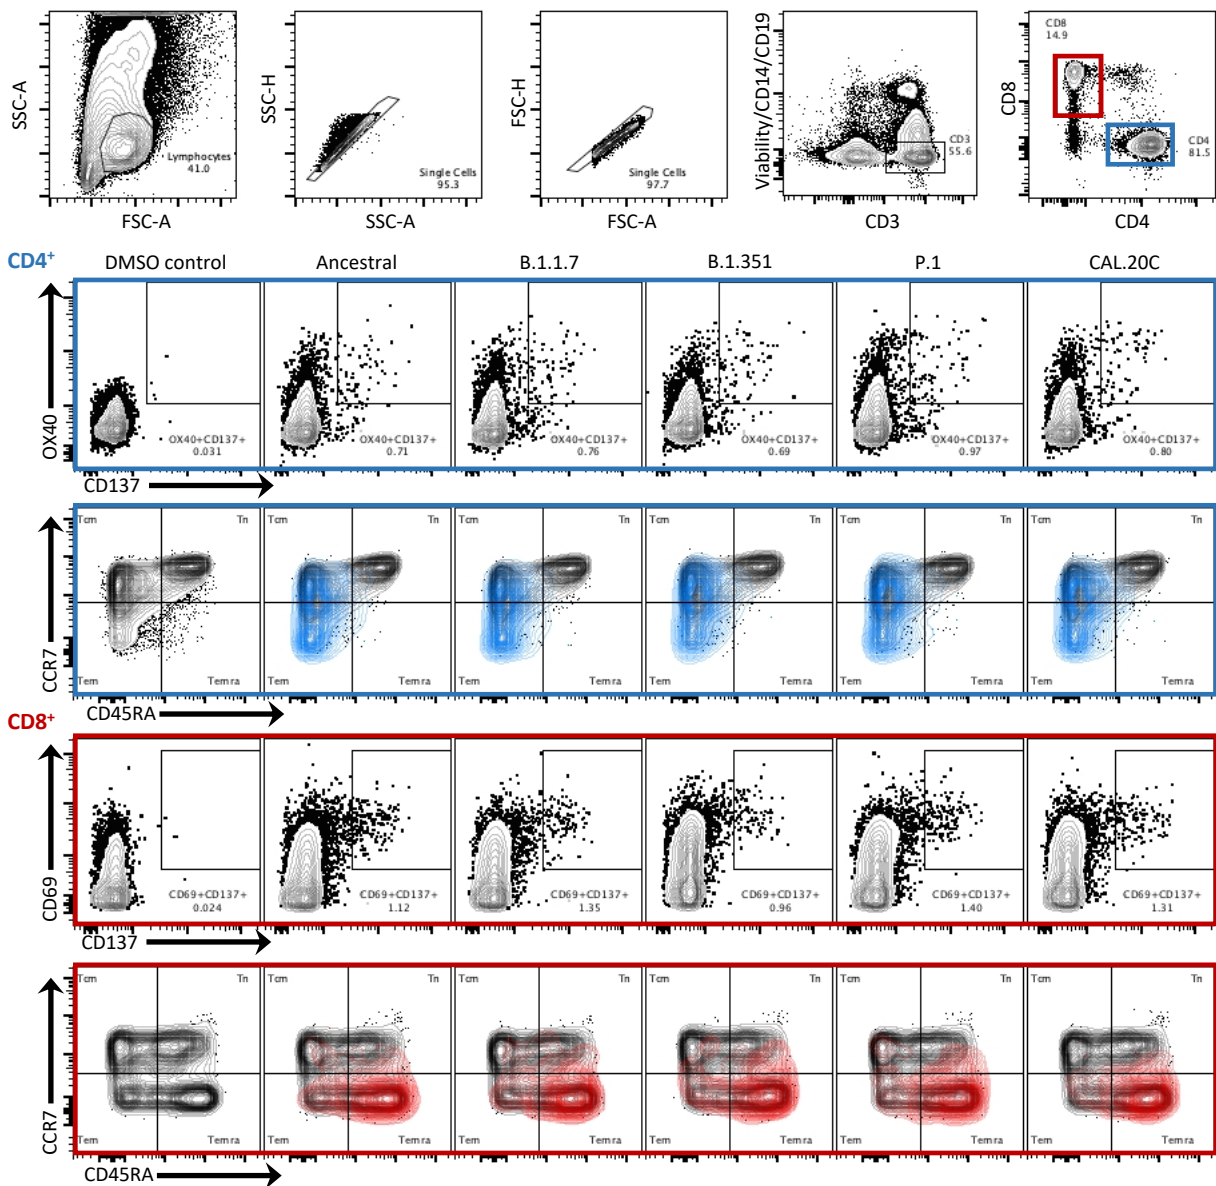 SSC-A
Lymphocytes
41.0
FSC-A
SSC-H
Single Cells
95.3
SSC-A
FSC-H
Single Cells
97.7
FSC-A
Viability/CD14/CD19
CD3
55.6
CD3
CD8
CD8
14.9
CD4
81.5
CD4
CD4+
DMSO control
Ancestral
B.1.1.7
B.1.351
P.1
CAL.20C
OX40
OX40+CD137+
0.031
OX40+CD137+
0.71
OX40+CD137+
0.76
OX40+CD137+
0.69
OX40+CD137+
0.97
OX40+CD137+
0.80
CD137
CCR7
Tcm Tn
Tcm Tn
Tcm Tn
Tcm Tn
Tcm Tn
Tcm Tn
Tem Temra
Tem Temra
Tem Temra
Tem Temra
Tem Temra
Tem Temra
CD45RA
CD8+
CD69
CD69+CD137+
0.024
CD69+CD137+
1.12
CD69+CD137+
1.35
CD69+CD137+
0.96
CD69+CD137+
1.40
CD69+CD137+
1.31
CD137
CCR7
Tcm Tn
Tcm Tn
Tcm Tn
Tcm Tn
Tcm Tn
Tcm Tn
Tem Temra
Tem Temra
Tem Temra
Tem Temra
Tem Temra
Tem Temra
CD45RA